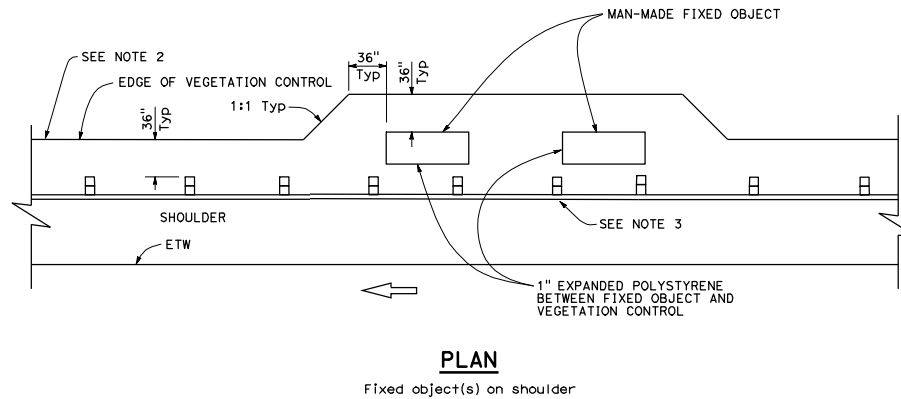 MAN-MADE FIXED OBJECT
36"
Typ
36"
Typ
SEE NOTE 2
EDGE OF VEGETATION CONTROL
1:1 Typ
36"
Typ
SHOULDER
SEE NOTE 3
ETW
1" EXPANDED POLYSTYRENE
BETWEEN FIXED OBJECT AND
VEGETATION CONTROL
PLAN
Fixed object(s) on shoulder